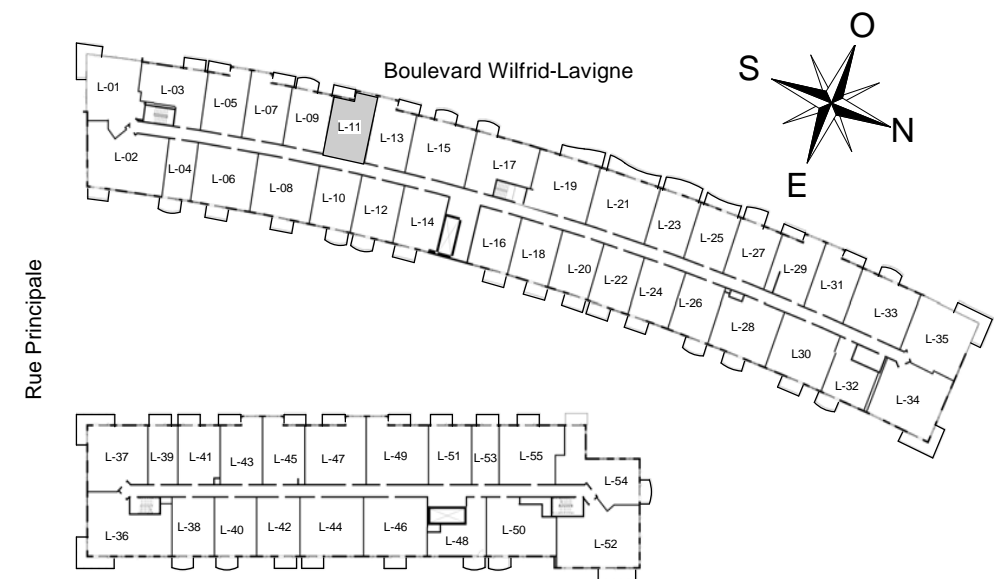 O
S
N
E
Boulevard Wilfrid-Lavigne
Rue Principale
L-01
L-03
L-05
L-07
L-09
L-11
L-13
L-15
L-17
L-19
L-21
L-23
L-25
L-27
L-29
L-31
L-33
L-35
L-02
L-04
L-06
L-08
L-10
L-12
L-14
L-16
L-18
L-20
L-22
L-24
L-26
L-28
L30
L-32
L-34
L-37
L-39
L-41
L-43
L-45
L-47
L-49
L-51
L-53
L-55
L-54
L-36
L-38
L-40
L-42
L-44
L-46
L-48
L-50
L-52